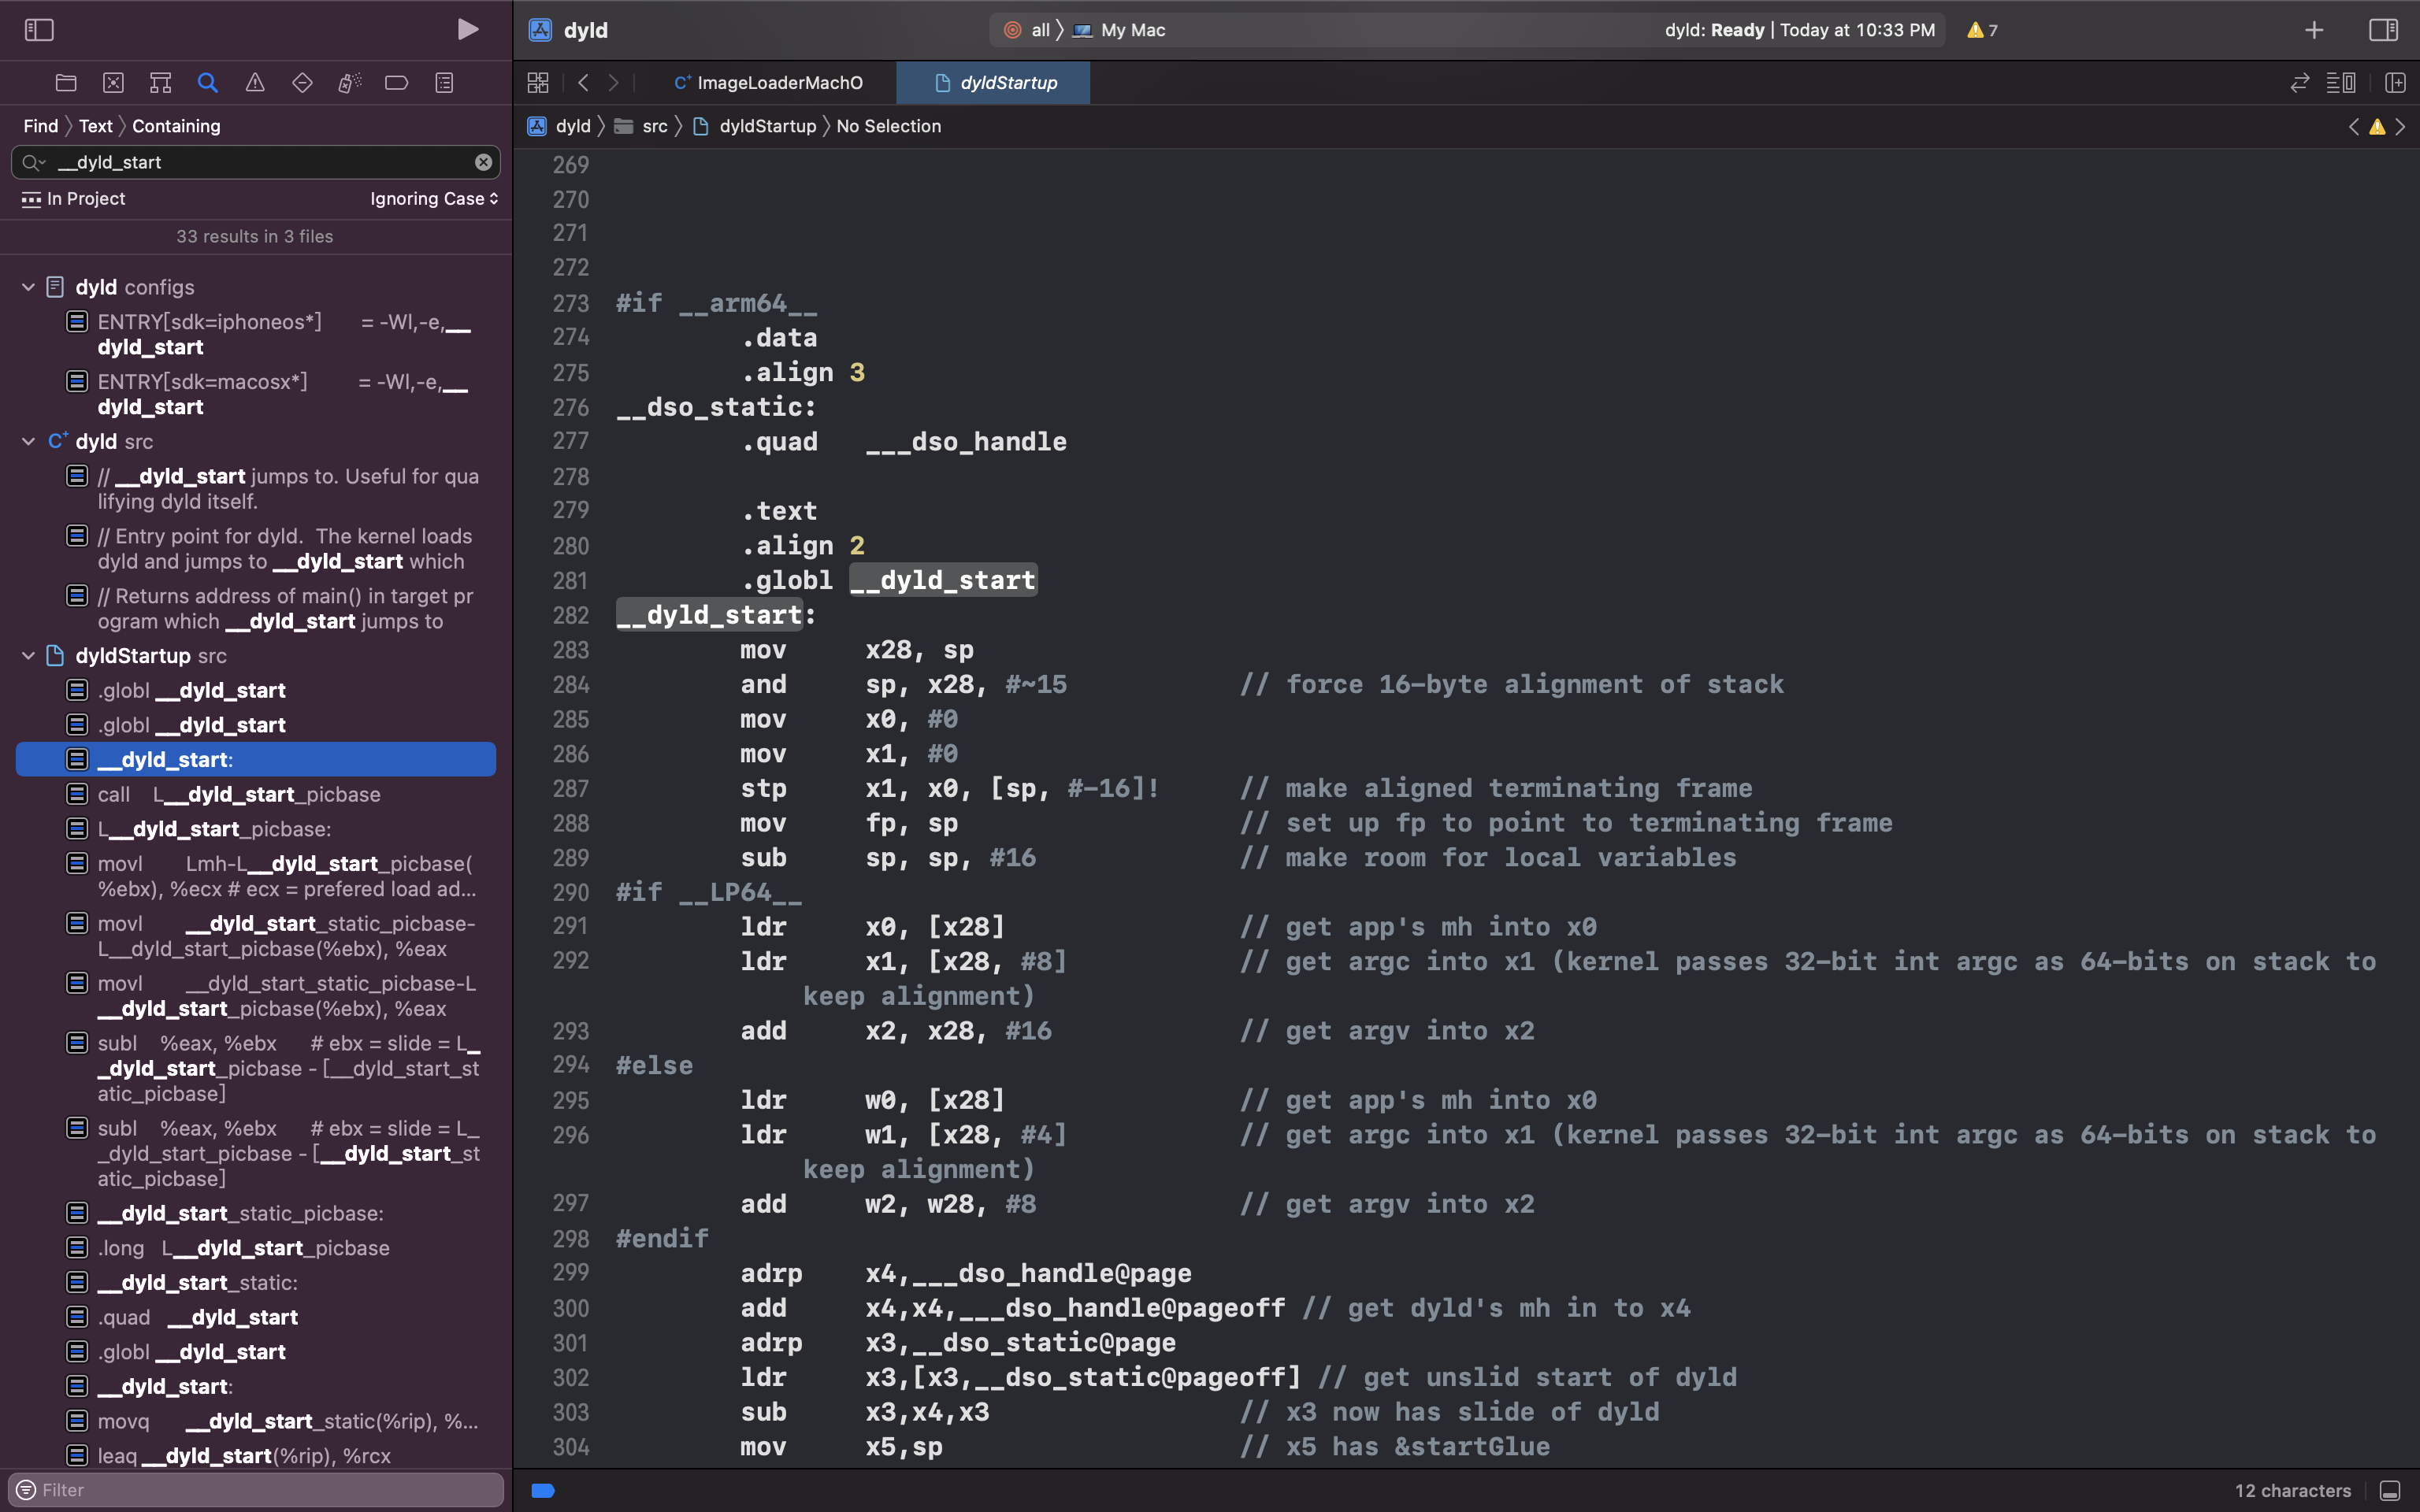 dyld
all
My Mac
dyld: Ready | Today at 10:33 PM
7
ImageLoaderMachO
dyldStartup
Find
Text
Containing
__dyld_start
In Project
Ignoring Case
33 results in 3 files
dyld configs
ENTRY[sdk=iphoneos*] = -Wl,-e,__
dyld_start
ENTRY[sdk=macosx*] = -Wl,-e,__
dyld_start
dyld src
// __dyld_start jumps to. Useful for qua
lifying dyld itself.
// Entry point for dyld. The kernel loads
dyld and jumps to __dyld_start which
// Returns address of main() in target pr
ogram which __dyld_start jumps to
dyldStartup src
.globl __dyld_start
.globl __dyld_start
__dyld_start:
call L__dyld_start_picbase
L__dyld_start_picbase:
movl Lmh-L__dyld_start_picbase(
%ebx), %ecx # ecx = prefered load ad...
movl __dyld_start_static_picbase-
L__dyld_start_picbase(%ebx), %eax
movl __dyld_start_static_picbase-L
__dyld_start_picbase(%ebx), %eax
subl %eax, %ebx # ebx = slide = L_
_dyld_start_picbase - [__dyld_start_st
atic_picbase]
subl %eax, %ebx # ebx = slide = L_
_dyld_start_picbase - [__dyld_start_st
atic_picbase]
__dyld_start_static_picbase:
.long L__dyld_start_picbase
__dyld_start_static:
.quad __dyld_start
.globl __dyld_start
__dyld_start:
movq __dyld_start_static(%rip), %...
leaq __dyld_start(%rip), %rcx
Filter
dyld
src
dyldStartup
No Selection
269
270
271
272
273 #if __arm64__
274 .data
275 .align 3
276 __dso_static:
277 .quad ___dso_handle
278
279 .text
280 .align 2
281 .globl __dyld_start
282 __dyld_start:
283 mov x28, sp
284 and sp, x28, #~15 // force 16-byte alignment of stack
285 mov x0, #0
286 mov x1, #0
287 stp x1, x0, [sp, #-16]! // make aligned terminating frame
288 mov fp, sp // set up fp to point to terminating frame
289 sub sp, sp, #16 // make room for local variables
290 #if __LP64__
291 ldr x0, [x28] // get app's mh into x0
292 ldr x1, [x28, #8] // get argc into x1 (kernel passes 32-bit int argc as 64-bits on stack to
keep alignment)
293 add x2, x28, #16 // get argv into x2
294 #else
295 ldr w0, [x28] // get app's mh into x0
296 ldr w1, [x28, #4] // get argc into x1 (kernel passes 32-bit int argc as 64-bits on stack to
keep alignment)
297 add w2, w28, #8 // get argv into x2
298 #endif
299 adrp x4,___dso_handle@page
300 add x4,x4,___dso_handle@pageoff // get dyld's mh in to x4
301 adrp x3,__dso_static@page
302 ldr x3,[x3,__dso_static@pageoff] // get unslid start of dyld
303 sub x3,x4,x3 // x3 now has slide of dyld
304 mov x5,sp // x5 has &startGlue
12 characters